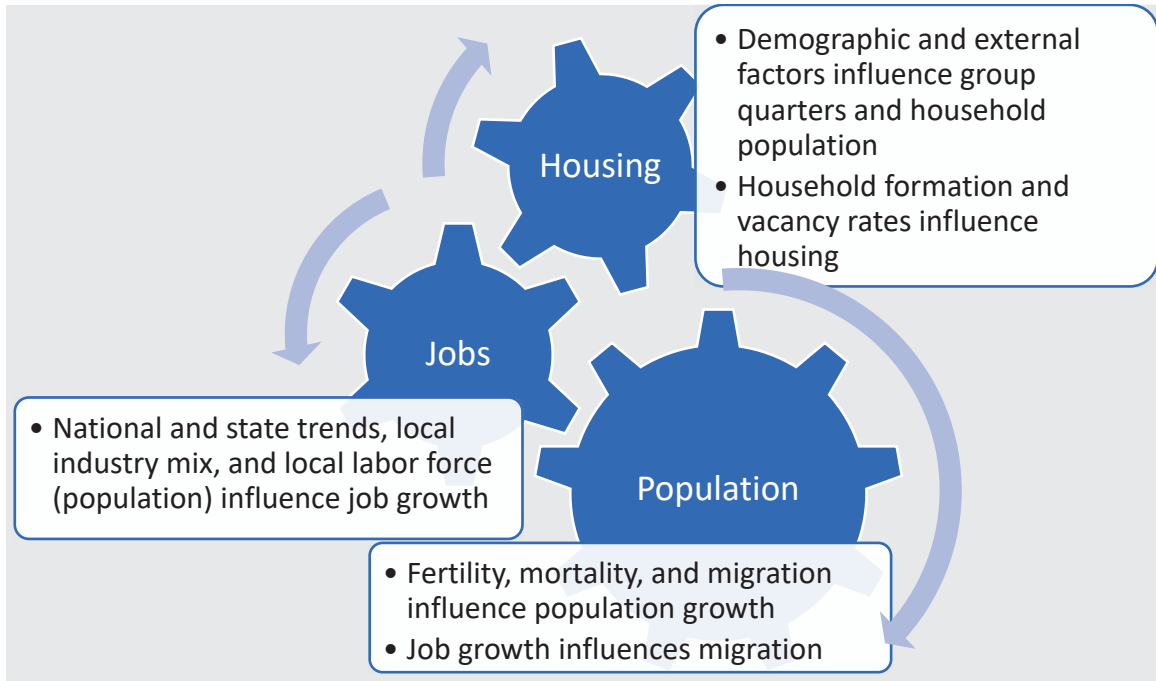 • Demographic and external
factors influence group
quarters and household
population
• Household formation and
vacancy rates influence
housing
Housing
Jobs
• National and state trends, local
industry mix, and local labor force
(population) influence job growth
Population
• Fertility, mortality, and migration
influence population growth
• Job growth influences migration